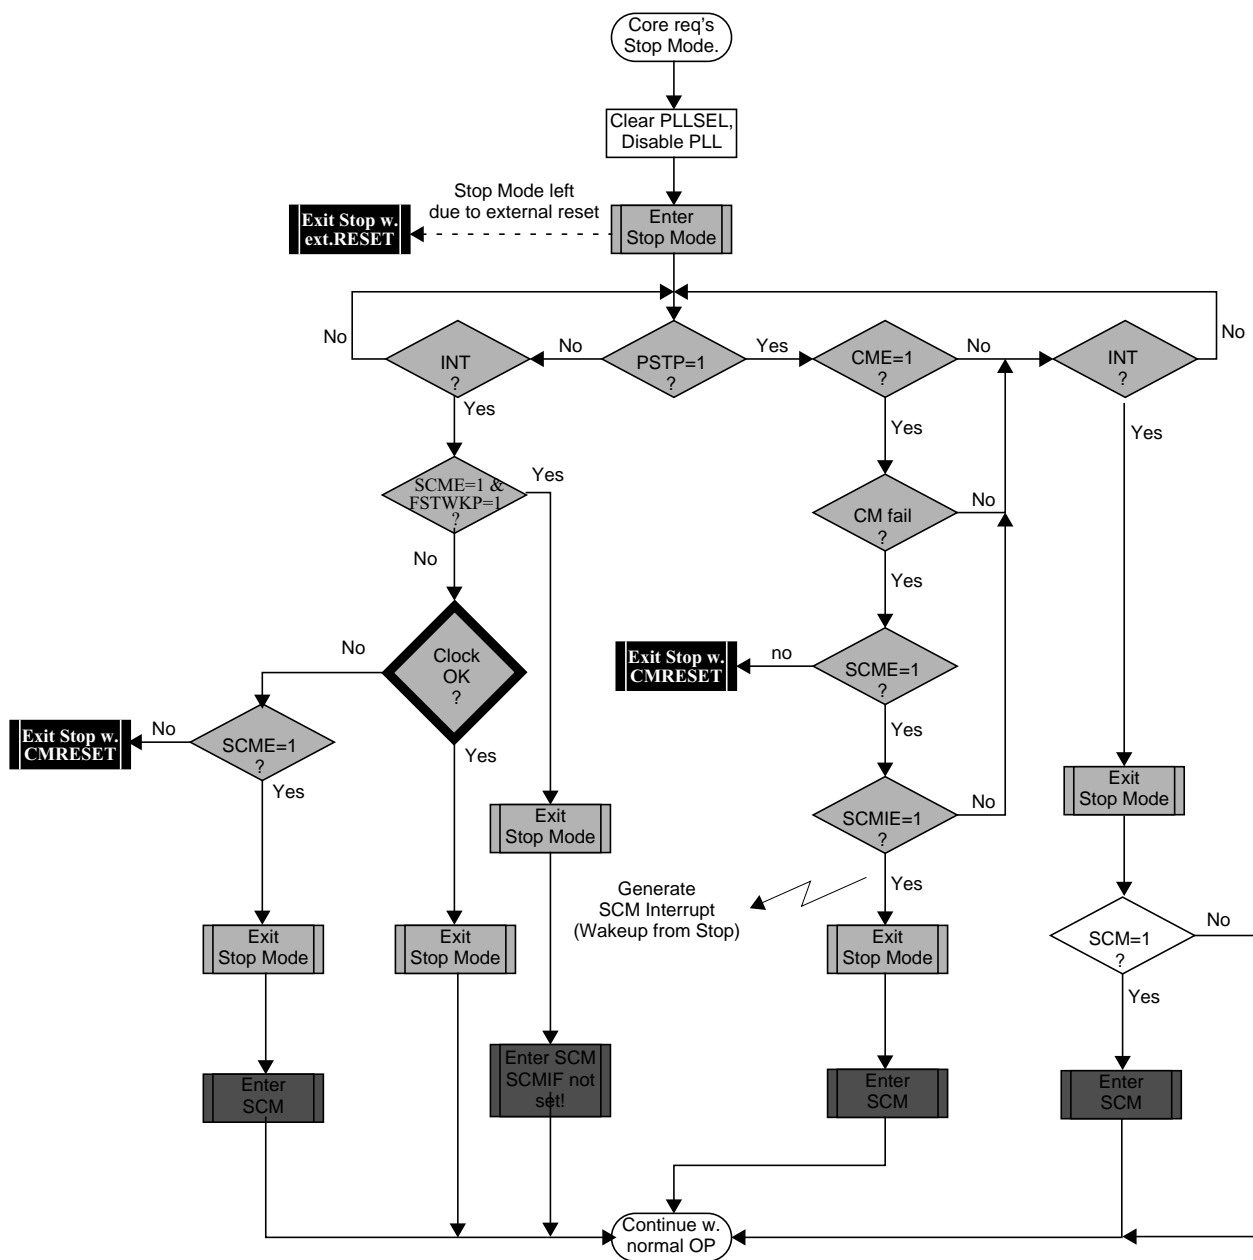 Core req's
Stop Mode.
Clear PLLSEL,
Disable PLL
Stop Mode left
due to external reset
Exit Stop w.
ext.RESET
Enter
Stop Mode
No
INT
?
No
PSTP=1
?
Yes
CME=1
?
No
INT
?
No
Yes
Yes
Yes
SCME=1 &
FSTWKP=1
?
Yes
No
CM fail
?
No
Yes
No
Clock
OK
?
Exit Stop w.
CMRESET
no
SCME=1
?
Yes
Exit Stop w.
CMRESET
No
SCME=1
?
Yes
Yes
Exit
Stop Mode
SCMIE=1
?
No
Exit
Stop Mode
Yes
Generate
SCM Interrupt
(Wakeup from Stop)
Exit
Stop Mode
Exit
Stop Mode
Exit
Stop Mode
SCM=1
?
No
Yes
Enter SCM
SCMIF not
set!
Enter
SCM
Enter
SCM
Enter
SCM
Continue w.
normal OP